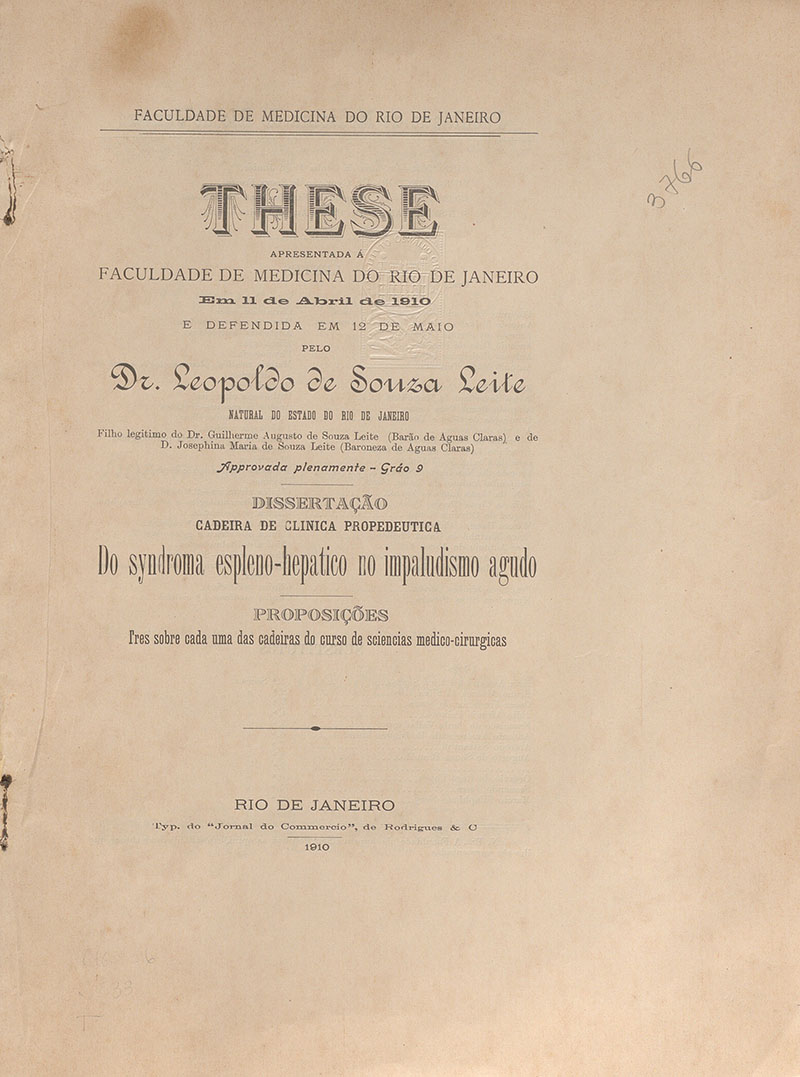 FACULDADE DE MEDICINA DO RIO DE JANEIRO
3766
THESE
APRESENTADA Á
FACULDADE DE MEDICINA DO RIO DE JANEIRO
Em 11 de Abril de 1910
E DEFENDIDA EM 12 DE MAIO
PELO
Dr. Leopoldo de Souza Leite
NATURAL DO ESTADO DO RIO DE JANEIRO
Filho legitimo do Dr. Guilherme Augusto de Souza Leite (Barão de Aguas Claras) e de
D. Josephina Maria de Souza Leite (Baroneza de Aguas Claras)
Approvada plenamente - Gráo 9
DISSERTAÇÃO
CADEIRA DE CLINICA PROPEDEUTICA
Do syndroma espleno-hepatico no impaludismo agudo
PROPOSIÇÕES
Tres sobre cada uma das cadeiras do curso de sciencias medico-cirurgicas
RIO DE JANEIRO
Typ. do "Jornal do Commercio", de Rodrigues & C
1910